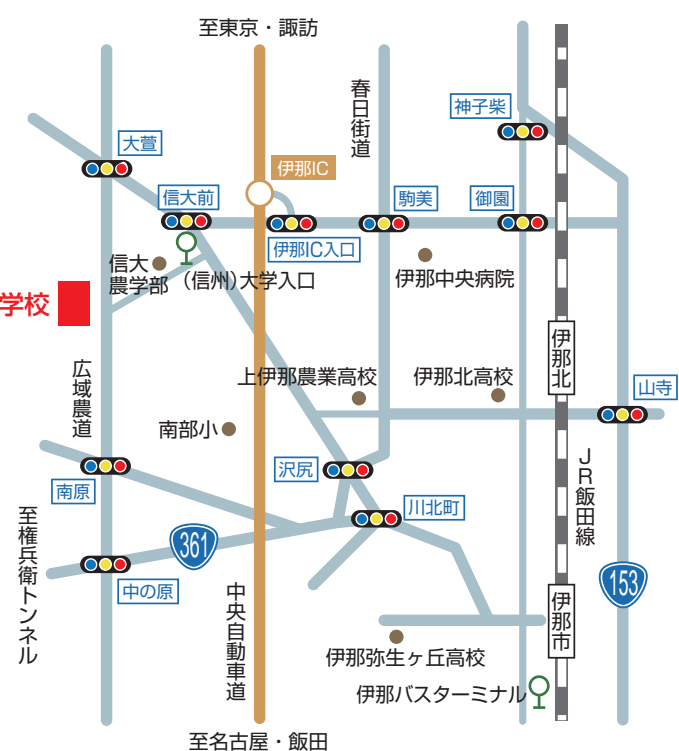 至東京・諏訪
春日街道
神子柴
大萱
伊那IC
信大前
駒美
御園
伊那IC入口
信大
農学部
(信州)大学入口
伊那中央病院
学校
伊那北
広域農道
上伊那農業高校
伊那北高校
山寺
南部小
沢尻
JR飯田線
南原
川北町
至権兵衛トンネル
361
中の原
153
中央自動車道
伊那市
伊那弥生ヶ丘高校
伊那バスターミナル
至名古屋・飯田